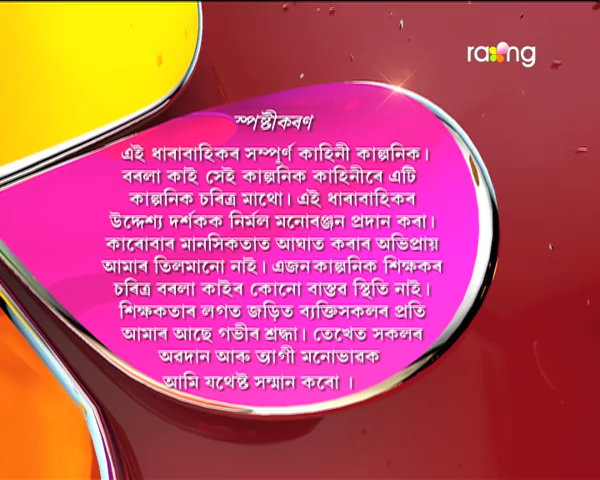 rang
স্পষ্টীকৰণ
এই ধাৰাবাহিকৰ সম্পূৰ্ণ কাহিনী কাল্পনিক।
বৰলা কাই সেই কাল্পনিক কাহিনীৰে এটি
কাল্পনিক চৰিত্ৰ মাথো। এই ধাৰাবাহিকৰ
উদ্দেশ্য দৰ্শকক নিৰ্মল মনোৰঞ্জন প্ৰদান কৰা।
কাৰোবাৰ মানসিকতাত আঘাত কৰাৰ অভিপ্ৰায়
আমাৰ তিলমানো নাই। এজন কাল্পনিক শিক্ষকৰ
চৰিত্ৰ বৰলা কাইৰ কোনো বাস্তৱ স্থিতি নাই।
শিক্ষকতাৰ লগত জড়িত ব্যক্তিসকলৰ প্ৰতি
আমাৰ আছে গভীৰ শ্ৰদ্ধা। তেখেত সকলৰ
অৱদান আৰু ত্যাগী মনোভাৱক
আমি যথেষ্ট সন্মান কৰো ।